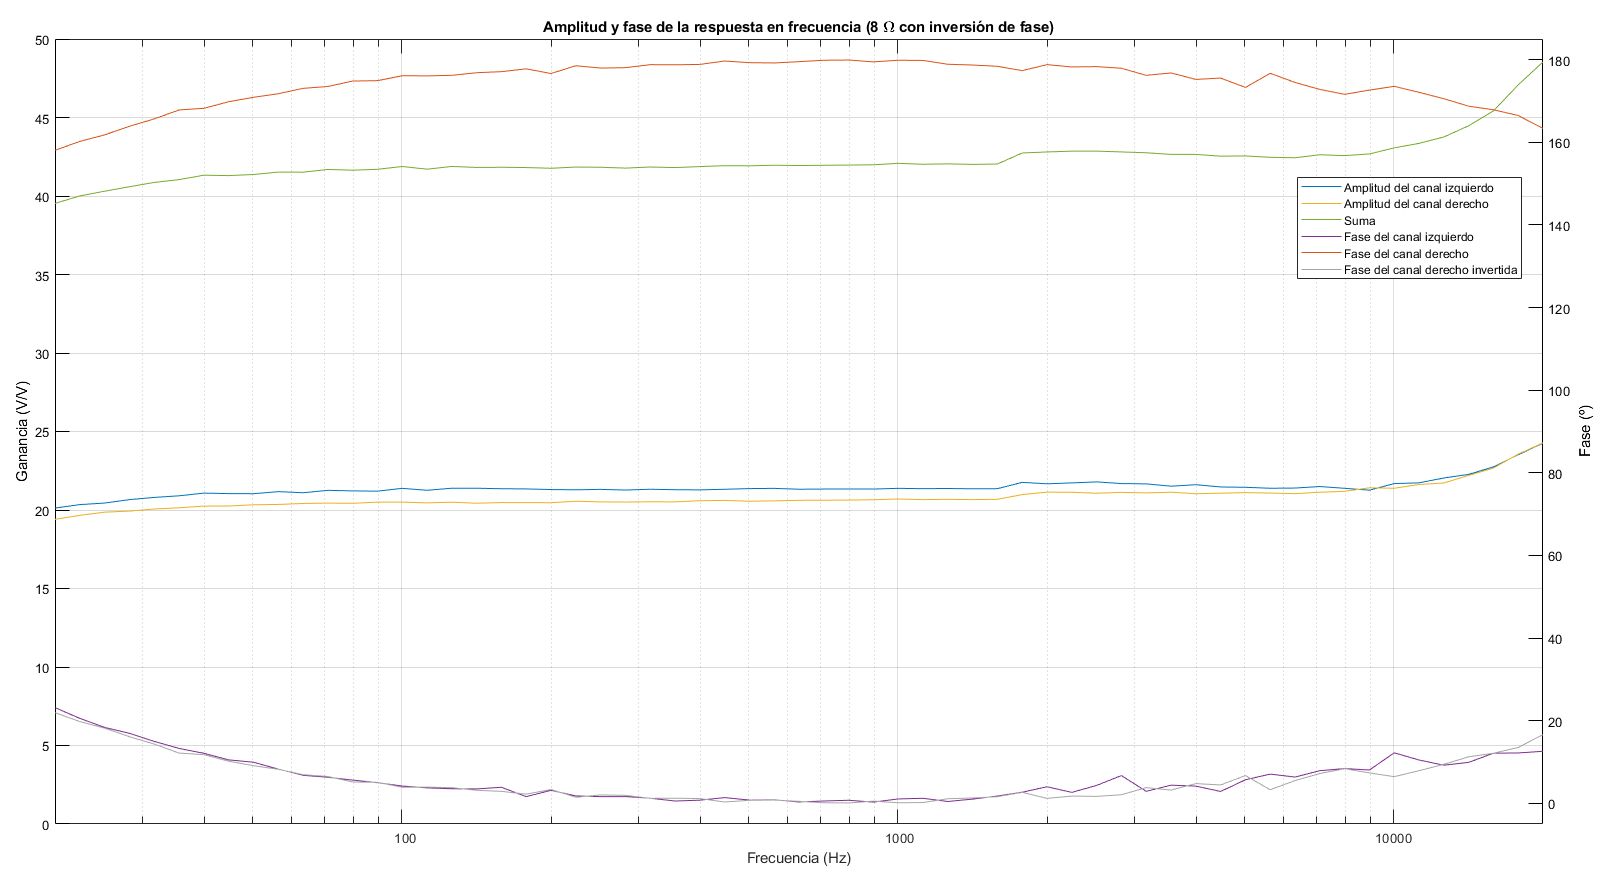 Amplitud y fase de la respuesta en frecuencia (8 Ω con inversión de fase)
50
45
40
35
30
25
20
15
10
5
0
Ganancia (V/V)
180
160
140
120
100
80
60
40
20
0
Fase (º)
Amplitud del canal izquierdo
Amplitud del canal derecho
Suma
Fase del canal izquierdo
Fase del canal derecho
Fase del canal derecho invertida
100
1000
10000
Frecuencia (Hz)